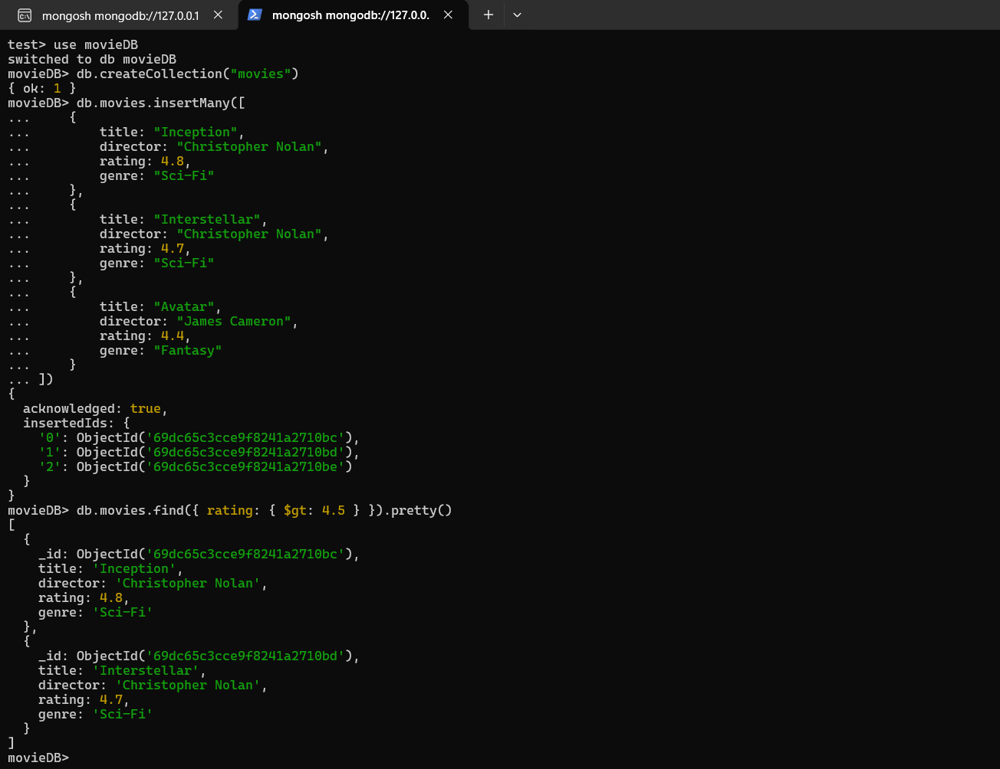 mongosh mongodb://127.0.0.1
mongosh mongodb://127.0.0.
test> use movieDB
switched to db movieDB
movieDB> db.createCollection("movies")
{ ok: 1 }
movieDB> db.movies.insertMany([
...     {
...         title: "Inception",
...         director: "Christopher Nolan",
...         rating: 4.8,
...         genre: "Sci-Fi"
...     },
...     {
...         title: "Interstellar",
...         director: "Christopher Nolan",
...         rating: 4.7,
...         genre: "Sci-Fi"
...     },
...     {
...         title: "Avatar",
...         director: "James Cameron",
...         rating: 4.4,
...         genre: "Fantasy"
...     }
... ])
{
  acknowledged: true,
  insertedIds: {
    '0': ObjectId('69dc65c3cce9f8241a2710bc'),
    '1': ObjectId('69dc65c3cce9f8241a2710bd'),
    '2': ObjectId('69dc65c3cce9f8241a2710be')
  }
}
movieDB> db.movies.find({ rating: { $gt: 4.5 } }).pretty()
[
  {
    _id: ObjectId('69dc65c3cce9f8241a2710bc'),
    title: 'Inception',
    director: 'Christopher Nolan',
    rating: 4.8,
    genre: 'Sci-Fi'
  },
  {
    _id: ObjectId('69dc65c3cce9f8241a2710bd'),
    title: 'Interstellar',
    director: 'Christopher Nolan',
    rating: 4.7,
    genre: 'Sci-Fi'
  }
]
movieDB>